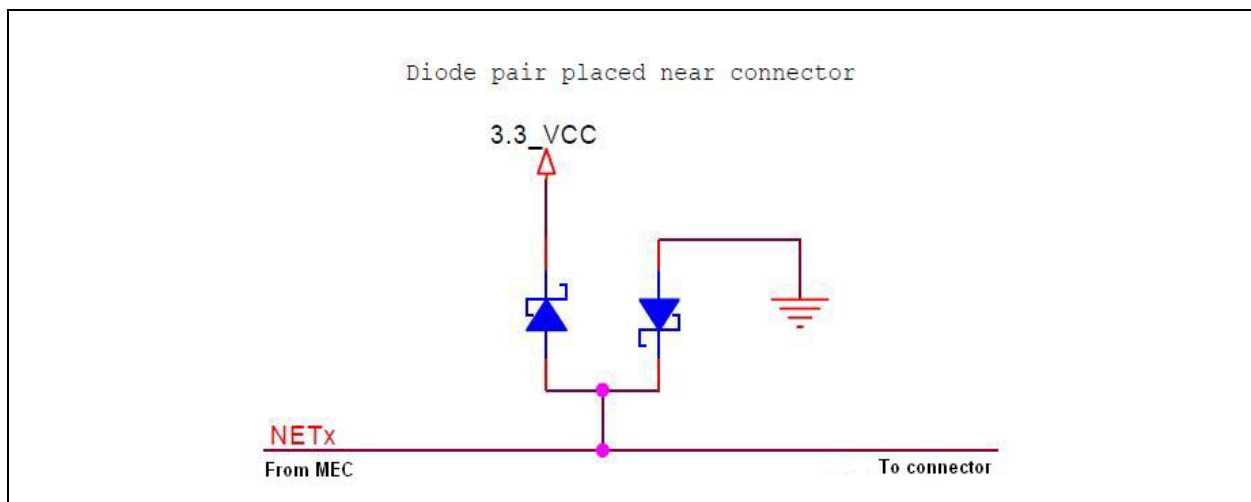 Diode pair placed near connector
3.3_VCC
NETx
From MEC
To connector